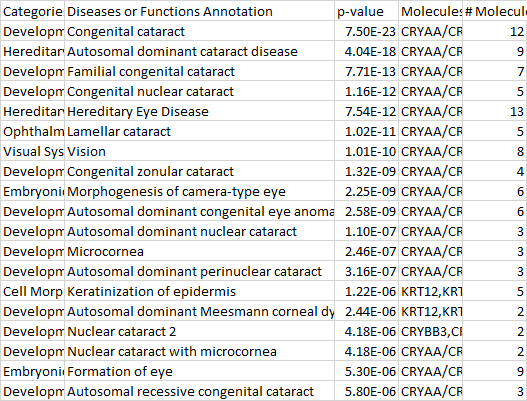 Categorie Diseases or Functions Annotation p-value Molecules # Molecule
Developm Congenital cataract 7.50E-23 CRYAA/CR 12
Hereditar Autosomal dominant cataract disease 4.04E-18 CRYAA/CR 9
Developm Familial congenital cataract 7.71E-13 CRYAA/CR 7
Developm Congenital nuclear cataract 1.16E-12 CRYAA/CR 5
Hereditar Hereditary Eye Disease 7.54E-12 CRYAA/CR 13
Ophthalm Lamellar cataract 1.02E-11 CRYAA/CR 5
Visual Sys Vision 1.01E-10 CRYAA/CR 8
Developm Congenital zonular cataract 1.32E-09 CRYAA/CR 4
Embryoni Morphogenesis of camera-type eye 2.25E-09 CRYAA/CR 6
Developm Autosomal dominant congenital eye anoma 2.58E-09 CRYAA/CR 6
Developm Autosomal dominant nuclear cataract 1.10E-07 CRYAA/CR 3
Developm Microcornea 2.46E-07 CRYAA/CR 3
Developm Autosomal dominant perinuclear cataract 3.16E-07 CRYAA/CR 3
Cell Morp Keratinization of epidermis 1.22E-06 KRT12,KRT 5
Developm Autosomal dominant Meesmann corneal dy 2.44E-06 KRT12,KRT 2
Developm Nuclear cataract 2 4.18E-06 CRYBB3,CR 2
Developm Nuclear cataract with microcornea 4.18E-06 CRYAA/CR 2
Embryoni Formation of eye 5.30E-06 CRYAA/CR 9
Developm Autosomal recessive congenital cataract 5.80E-06 CRYAA/CR 3